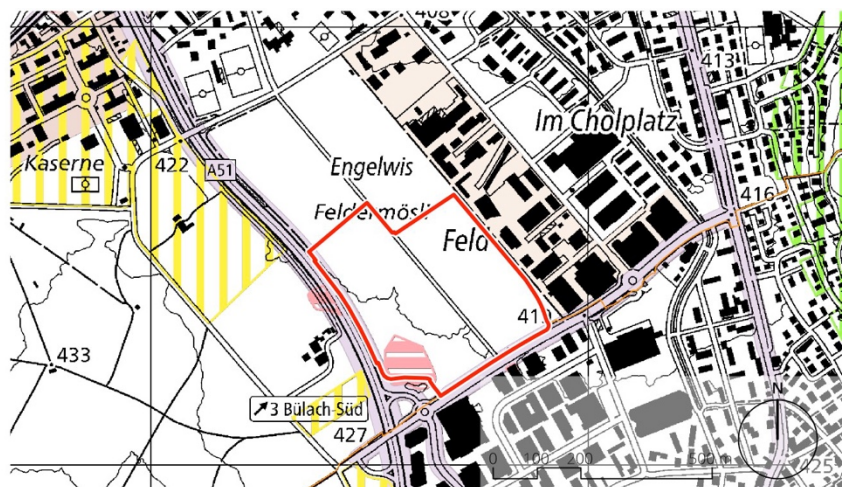 408
413
Im Cholplatz
Kaserne
422
A51
Engelwis
416
Feldermösli
Feld
419
433
3 Bülach-Süd
427
N
0 100 200 500 m
425